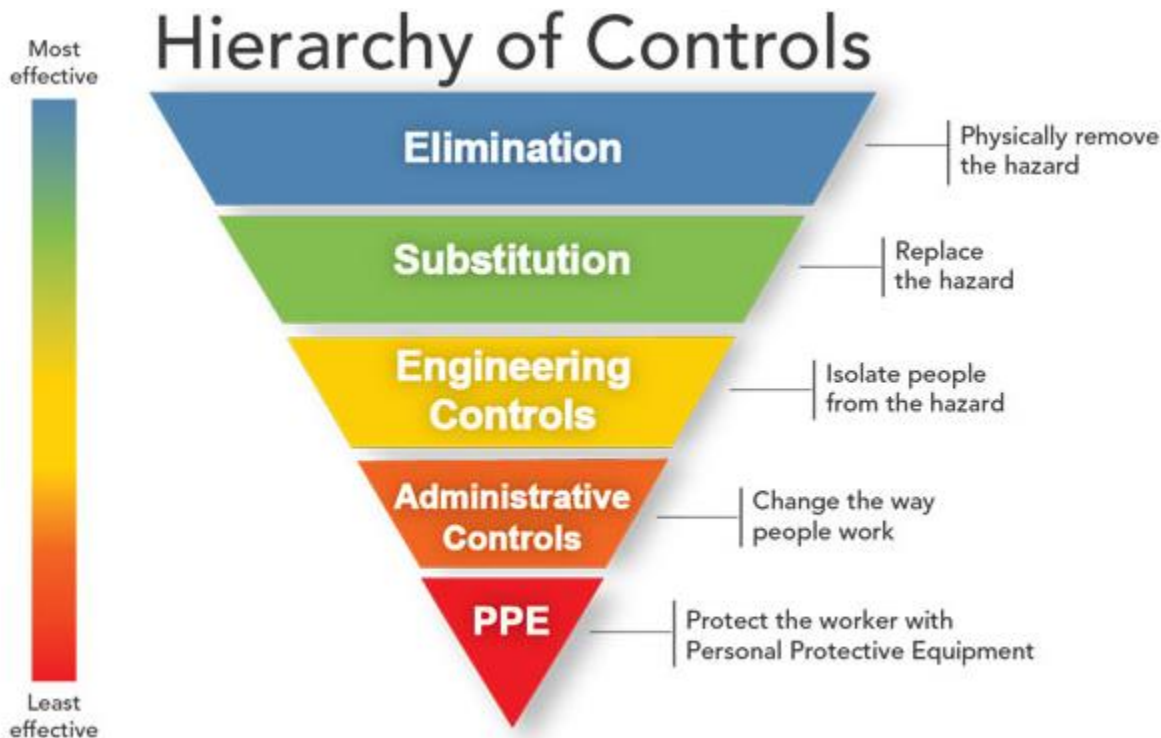 Hierarchy of Controls
Most
effective
Elimination
Physically remove
the hazard
Substitution
Replace
the hazard
Engineering
Controls
Isolate people
from the hazard
Administrative
Controls
Change the way
people work
PPE
Protect the worker with
Personal Protective Equipment
Least
effective